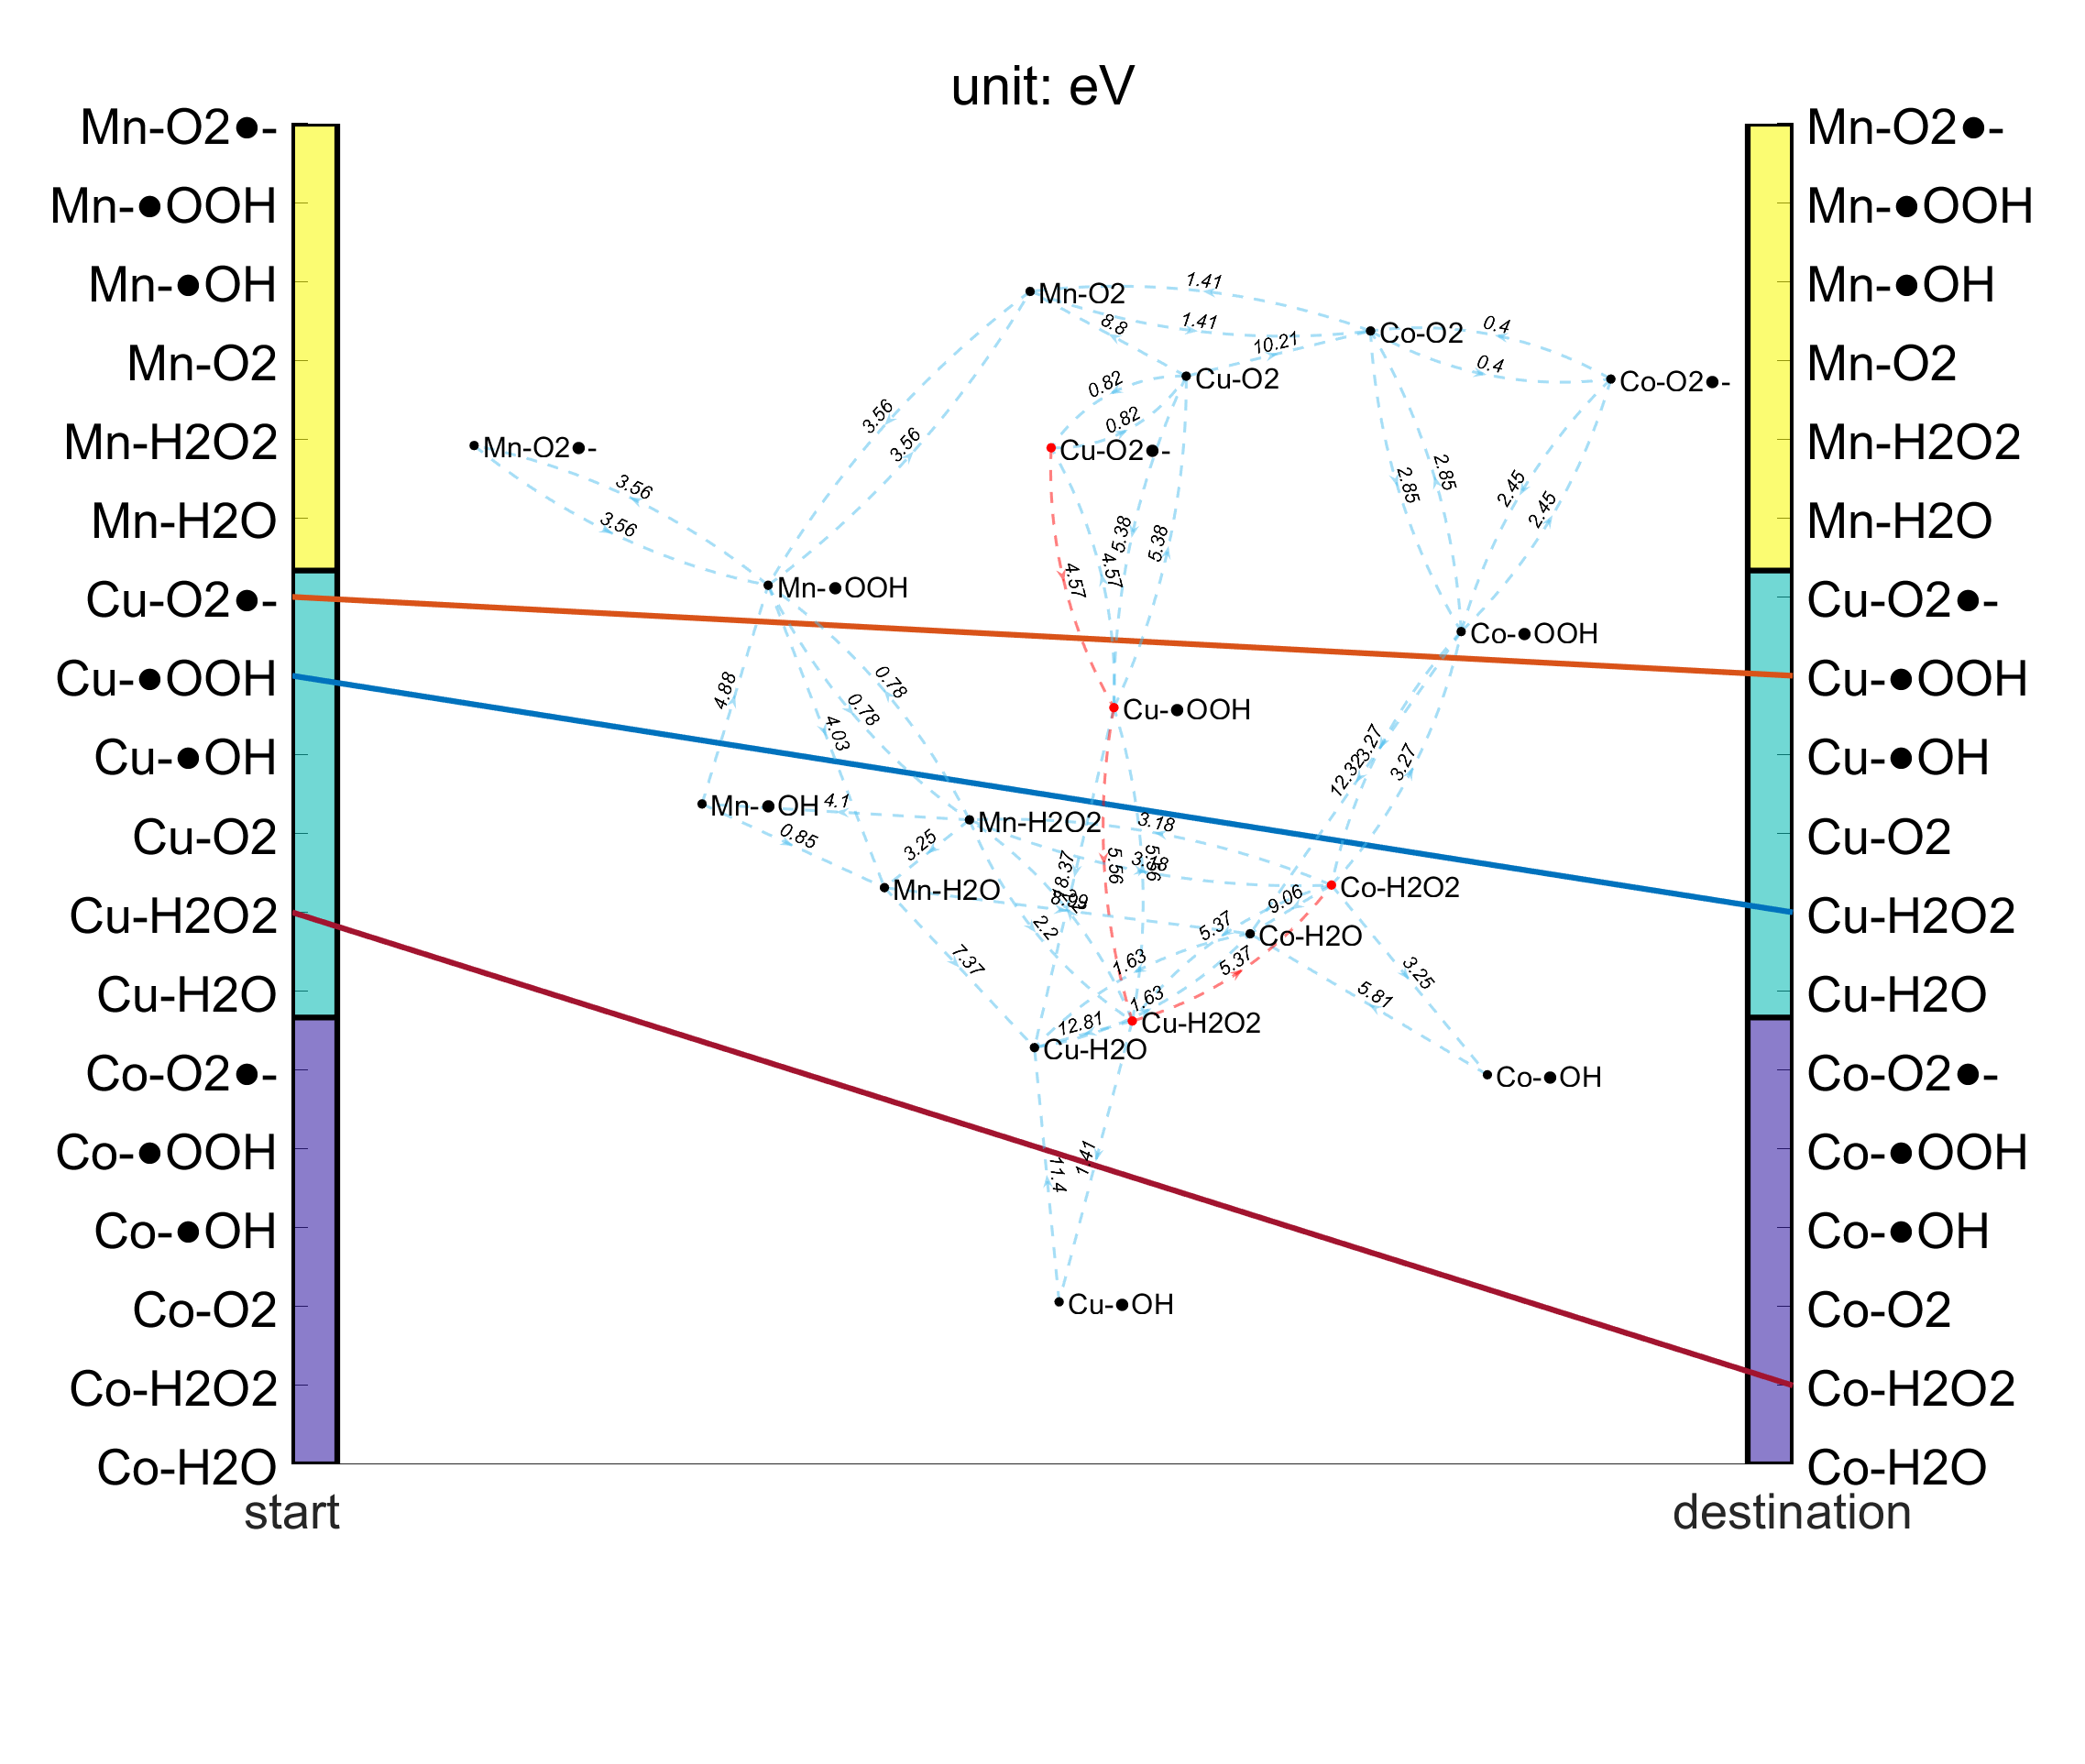 unit: eV
Mn-O2●-
Mn-●OOH
Mn-●OH
Mn-O2
Mn-H2O2
Mn-H2O
Cu-O2●-
Cu-●OOH
Cu-●OH
Cu-O2
Cu-H2O2
Cu-H2O
Co-O2●-
Co-●OOH
Co-●OH
Co-O2
Co-H2O2
Co-H2O
start
1.41
Mn-O2
1.41
8.8
10.21
Co-O2
0.4
0.4
Cu-O2
Co-O2●-
0.82
0.82
3.56
3.56
Mn-O2●-
Cu-O2●-
3.56
3.56
2.85
2.85
2.45
2.45
5.38
5.38
4.57
4.57
Mn-●OOH
Co-●OOH
4.88
0.78
0.78
4.03
Cu-●OOH
3.27
12.32
3.27
Mn-●OH
4.1
Mn-H2O2
3.18
0.85
3.25
3.18
5.56
5.56
18.37
Mn-H2O
Co-H2O2
9.06
2.2
5.37
Co-H2O
7.37
1.63
5.37
3.25
1.63
5.81
12.81
Cu-H2O2
Cu-H2O
Co-●OH
11.4
1.41
Cu-●OH
Mn-O2●-
Mn-●OOH
Mn-●OH
Mn-O2
Mn-H2O2
Mn-H2O
Cu-O2●-
Cu-●OOH
Cu-●OH
Cu-O2
Cu-H2O2
Cu-H2O
Co-O2●-
Co-●OOH
Co-●OH
Co-O2
Co-H2O2
Co-H2O
destination